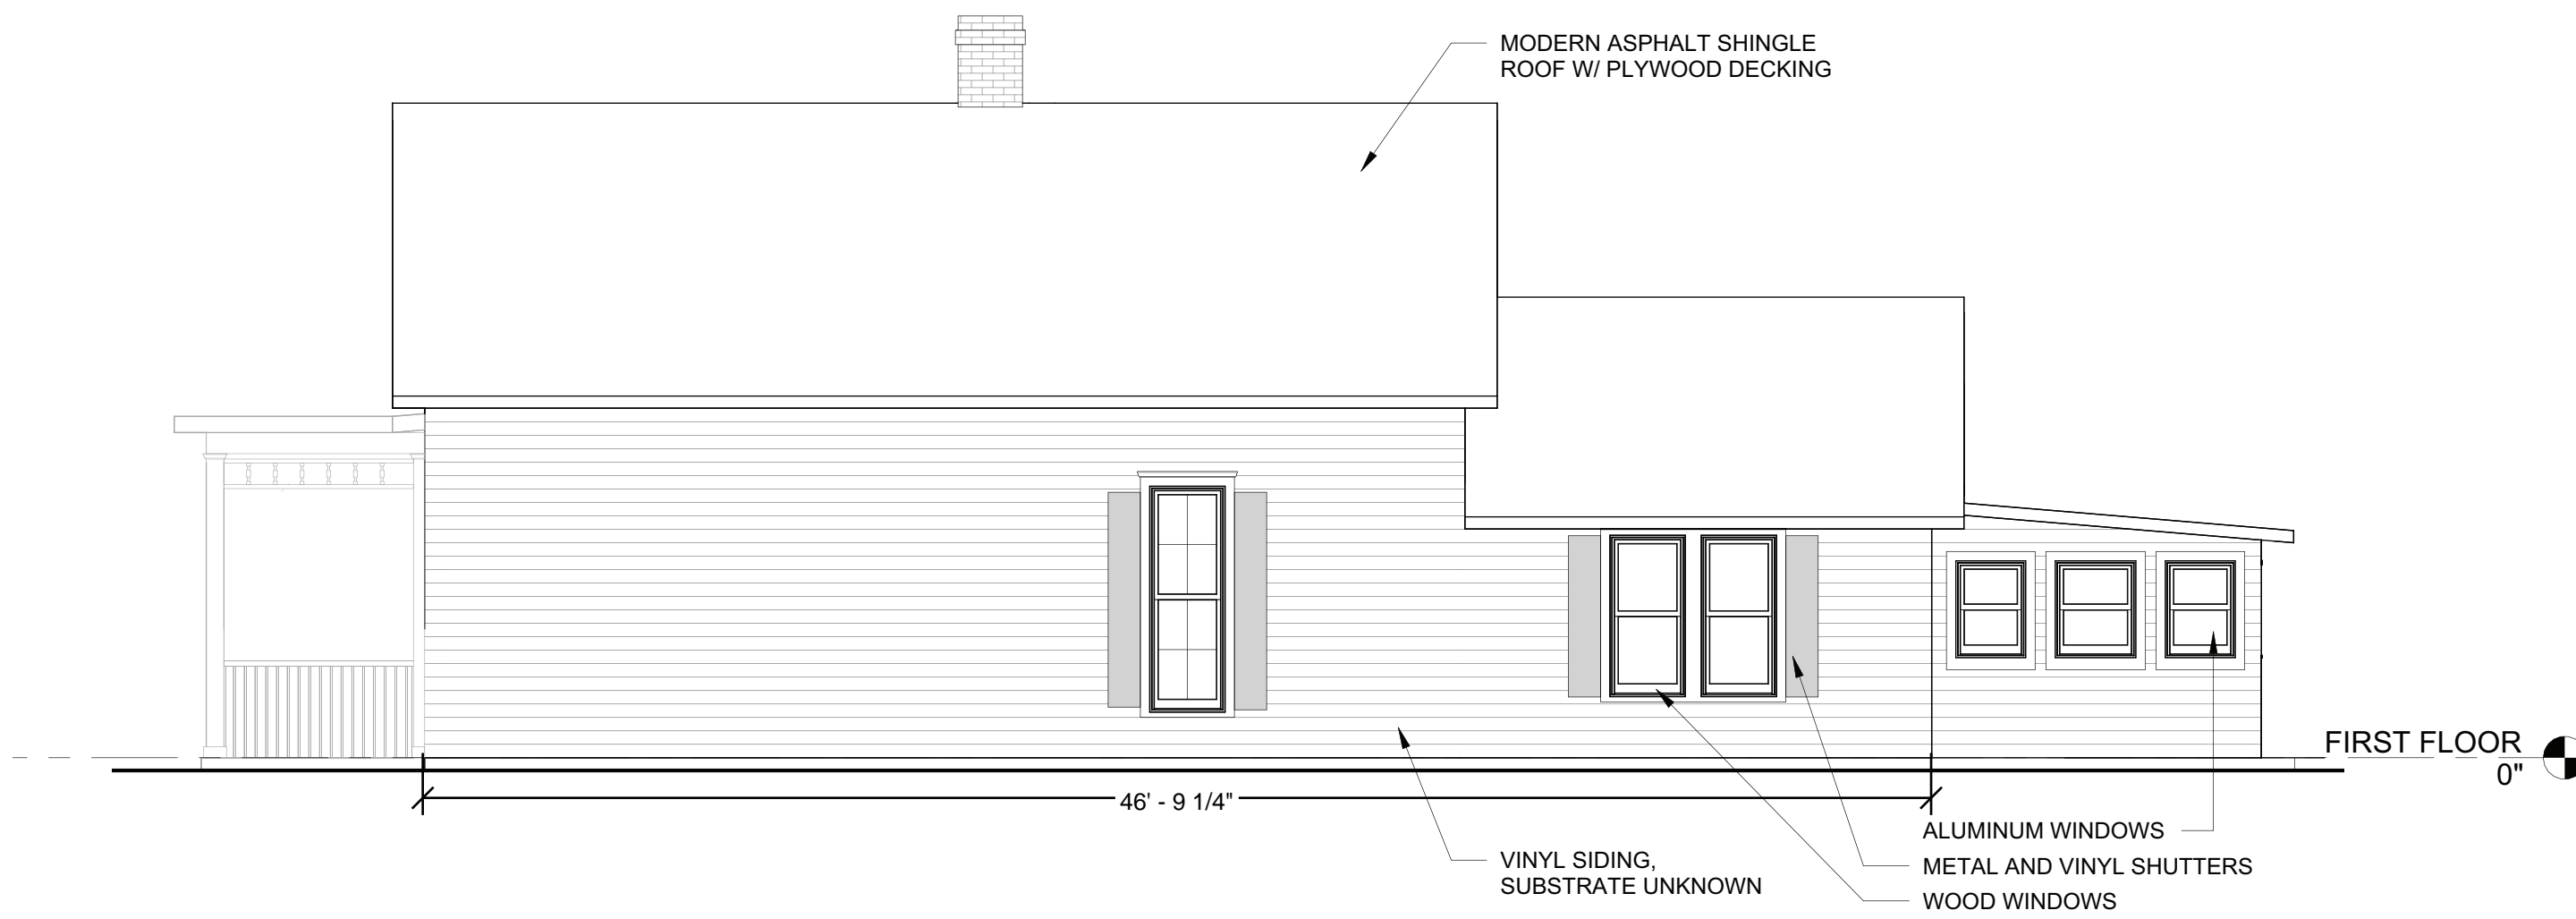 MODERN ASPHALT SHINGLE
ROOF W/ PLYWOOD DECKING
FIRST FLOOR
0"
46' - 9 1/4"
ALUMINUM WINDOWS
VINYL SIDING,
SUBSTRATE UNKNOWN
METAL AND VINYL SHUTTERS
WOOD WINDOWS